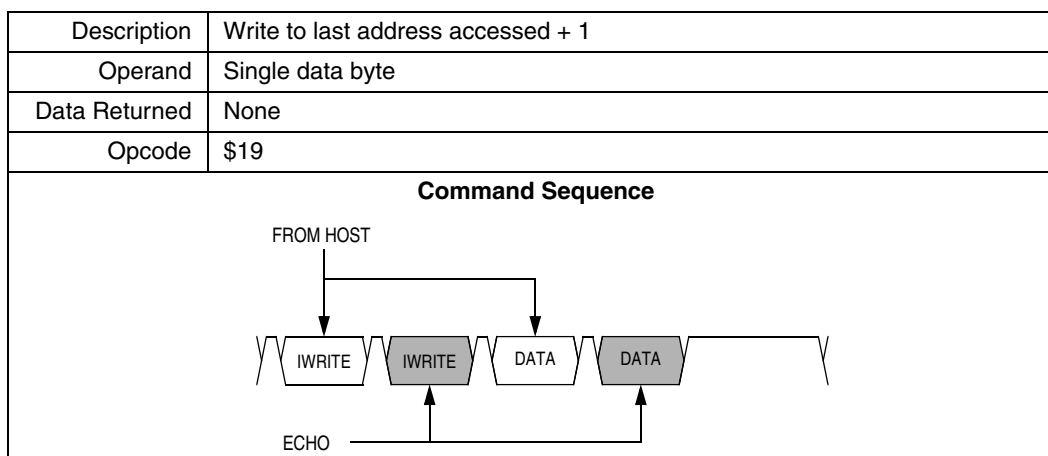 Description Write to last address accessed + 1
Operand Single data byte
Data Returned None
Opcode $19
Command Sequence
FROM HOST
IWRITE IWRITE DATA DATA
ECHO